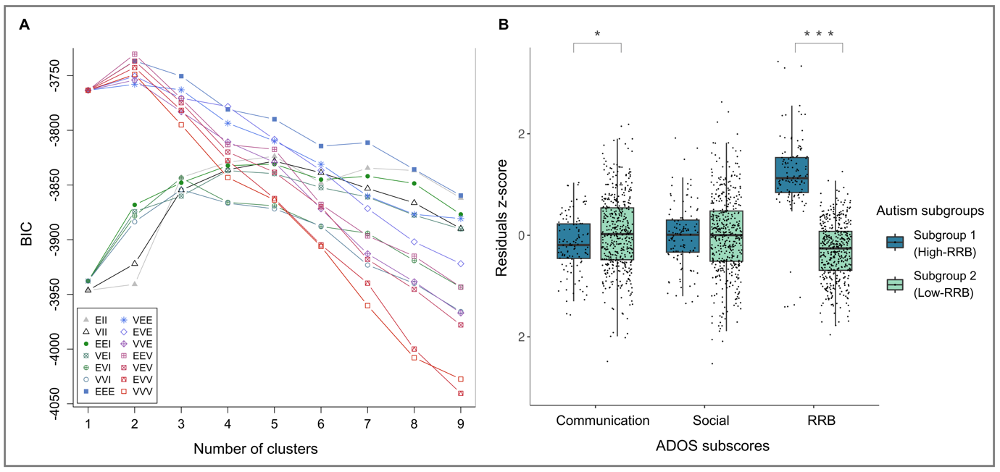 A
BIC
-3750
-3800
-3850
-3900
-3950
-4000
-4050
EII
VII
EEI
VEI
EVI
VVI
EEE
VEE
EVE
VVE
EEV
VEV
EVV
VVV
1 2 3 4 5 6 7 8 9
Number of clusters
B
*
* * *
Residuals z-score
2
0
2
Communication Social RRB
ADOS subscores
Autism subgroups
Subgroup 1
(High-RRB)
Subgroup 2
(Low-RRB)